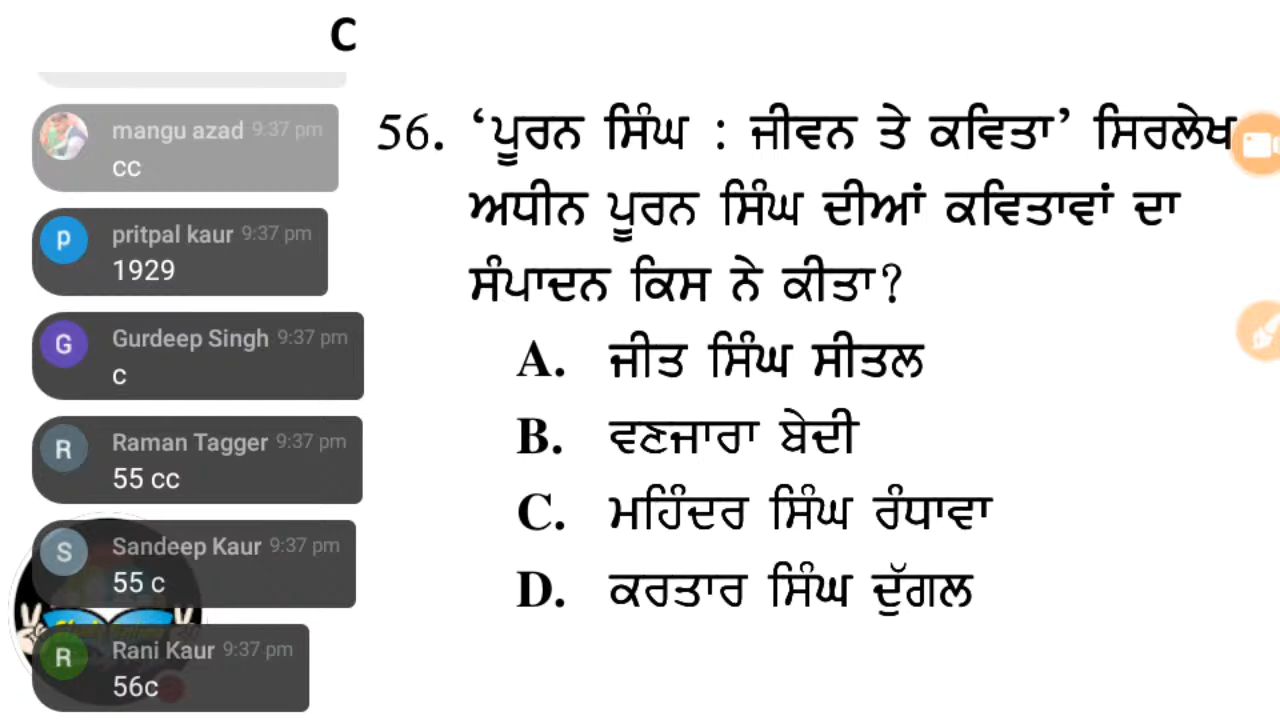 C
mangu azad 9:37 pm
cc
pritpal kaur 9:37 pm
1929
Gurdeep Singh 9:37 pm
c
Raman Tagger 9:37 pm
55 cc
Sandeep Kaur 9:37 pm
55 c
Rani Kaur 9:37 pm
56c
56. ‘ਪੂਰਨ ਸਿੰਘ : ਜੀਵਨ ਤੇ ਕਵਿਤਾ’ ਸਿਰਲੇਖ
ਅਧੀਨ ਪੂਰਨ ਸਿੰਘ ਦੀਆਂ ਕਵਿਤਾਵਾਂ ਦਾ
ਸੰਪਾਦਨ ਕਿਸ ਨੇ ਕੀਤਾ?
A. ਜੀਤ ਸਿੰਘ ਸੀਤਲ
B. ਵਣਜਾਰਾ ਬੇਦੀ
C. ਮਹਿੰਦਰ ਸਿੰਘ ਰੰਧਾਵਾ
D. ਕਰਤਾਰ ਸਿੰਘ ਦੁੱਗਲ